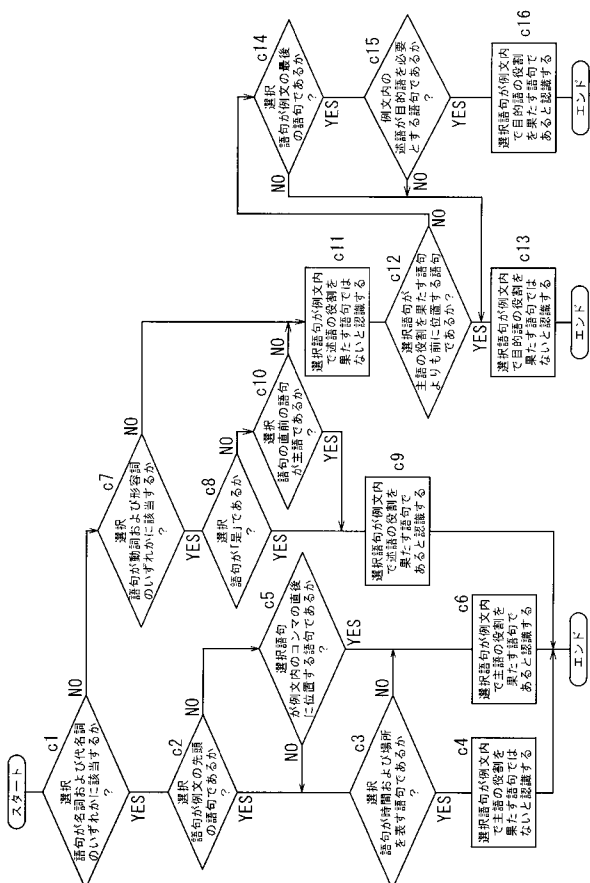 スタート
c1
選択
語句が名詞および代名詞
のいずれかに該当するか
?
NO
YES
c2
選択
語句が例文の先頭
の語句であるか
?
NO
YES
c5
選択語句
が例文内のコンマの直後
に位置する語句であるか
?
NO
YES
c3
選択
語句が時間および場所
を表す語句であるか
?
NO
YES
c4
選択語句が例文内
で主語の役割を
果たす語句では
ないと認識する
c6
選択語句が例文内
で主語の役割を
果たす語句で
あると認識する
エンド
c7
選択
語句が動詞および形容詞
のいずれかに該当するか
?
NO
YES
c8
選択
語句が「是」であるか
?
NO
YES
c10
選択
語句の直前の語句
が主語であるか
?
NO
YES
c9
選択語句が例文内
で述語の役割を
果たす語句で
あると認識する
c11
選択語句が例文内
で述語の役割を
果たす語句では
ないと認識する
c12
選択語句が
主語の役割を果たす語句
よりも前に位置する語句
であるか?
NO
YES
c13
選択語句が例文内
で目的語の役割を
果たす語句では
ないと認識する
エンド
c14
選択
語句が例文の最後
の語句であるか
?
NO
YES
c15
例文内の
述語が目的語を必要
とする語句であるか
?
NO
YES
c16
選択語句が例文内
で目的語の役割
を果たす語句で
あると認識する
エンド